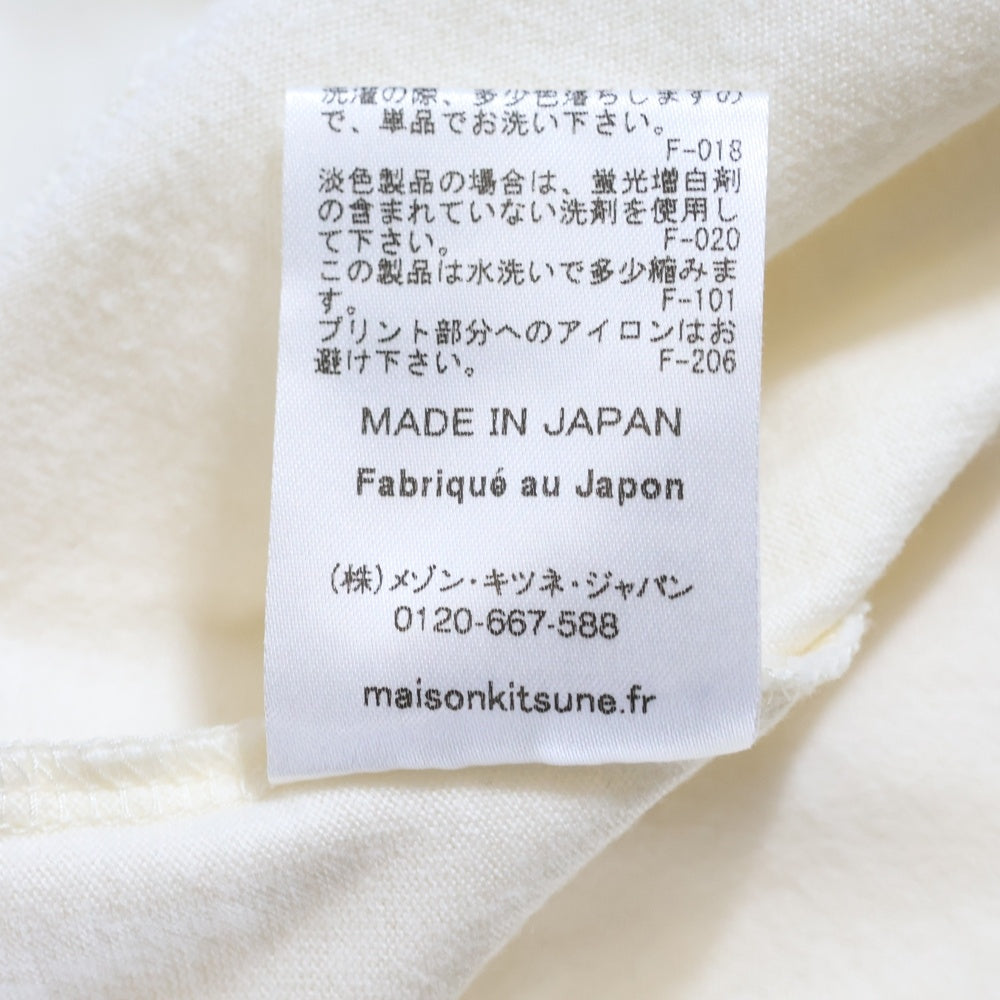 洗濯の際、多少色落ちしますの
で、単品でお洗い下さい。
F-018
淡色製品の場合は、蛍光増白剤
の含まれていない洗剤を使用し
て下さい。 F-020
この製品は水洗いで多少縮みま
す。 F-101
プリント部分へのアイロンはお
避け下さい。 F-206
MADE IN JAPAN
Fabriqué au Japon
(株)メゾン・キツネ・ジャパン
0120-667-588
maisonkitsune.fr